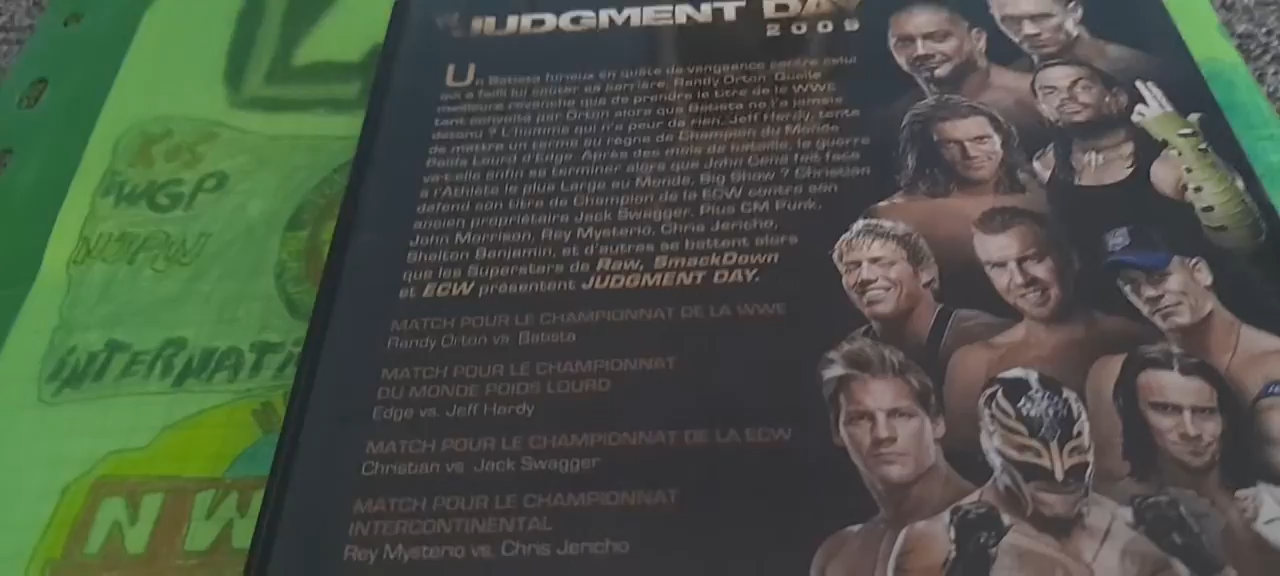 JUDGMENT DAY
2009
Un Batista furieux en quête de vengeance contre celui
qui a failli lui coûter sa carrière, Randy Orton. Quelle
meilleure revanche que de prendre le titre de la WWE
tant convoité par Orton alors que Batista ne l'a jamais
détenu ? L'homme qui n'a peur de rien, Jeff Hardy, tente
de mettre un terme au règne de Champion du Monde
Poids Lourd d'Edge. Après des mois de bataille, la guerre
va-t-elle enfin se terminer alors que John Cena fait face
à l'Athlète le plus Large au Monde, Big Show ? Christian
défend son titre de Champion de la ECW contre son
ancien propriétaire Jack Swagger. Plus CM Punk,
John Morrison, Rey Mysterio, Chris Jericho,
Shelton Benjamin, et d'autres se battent alors
que les Superstars de Raw, SmackDown
et ECW présentent JUDGMENT DAY.
MATCH POUR LE CHAMPIONNAT DE LA WWE
Randy Orton vs. Batista
MATCH POUR LE CHAMPIONNAT
DU MONDE POIDS LOURD
Edge vs. Jeff Hardy
MATCH POUR LE CHAMPIONNAT DE LA ECW
Christian vs. Jack Swagger
MATCH POUR LE CHAMPIONNAT
INTERCONTINENTAL
Rey Mysterio vs. Chris Jericho
IWGP
NJPW
INTERNATI
NW